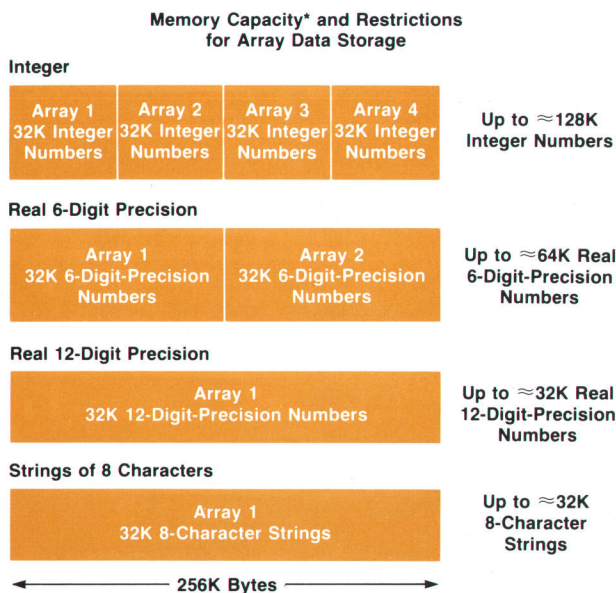 Memory Capacity* and Restrictions
for Array Data Storage
Integer
Array 1
32K Integer
Numbers
Array 2
32K Integer
Numbers
Array 3
32K Integer
Numbers
Array 4
32K Integer
Numbers
Up to ≈128K
Integer Numbers
Real 6-Digit Precision
Array 1
32K 6-Digit-Precision
Numbers
Array 2
32K 6-Digit-Precision
Numbers
Up to ≈64K Real
6-Digit-Precision
Numbers
Real 12-Digit Precision
Array 1
32K 12-Digit-Precision Numbers
Up to ≈32K Real
12-Digit-Precision
Numbers
Strings of 8 Characters
Array 1
32K 8-Character Strings
Up to ≈32K
8-Character
Strings
256K Bytes